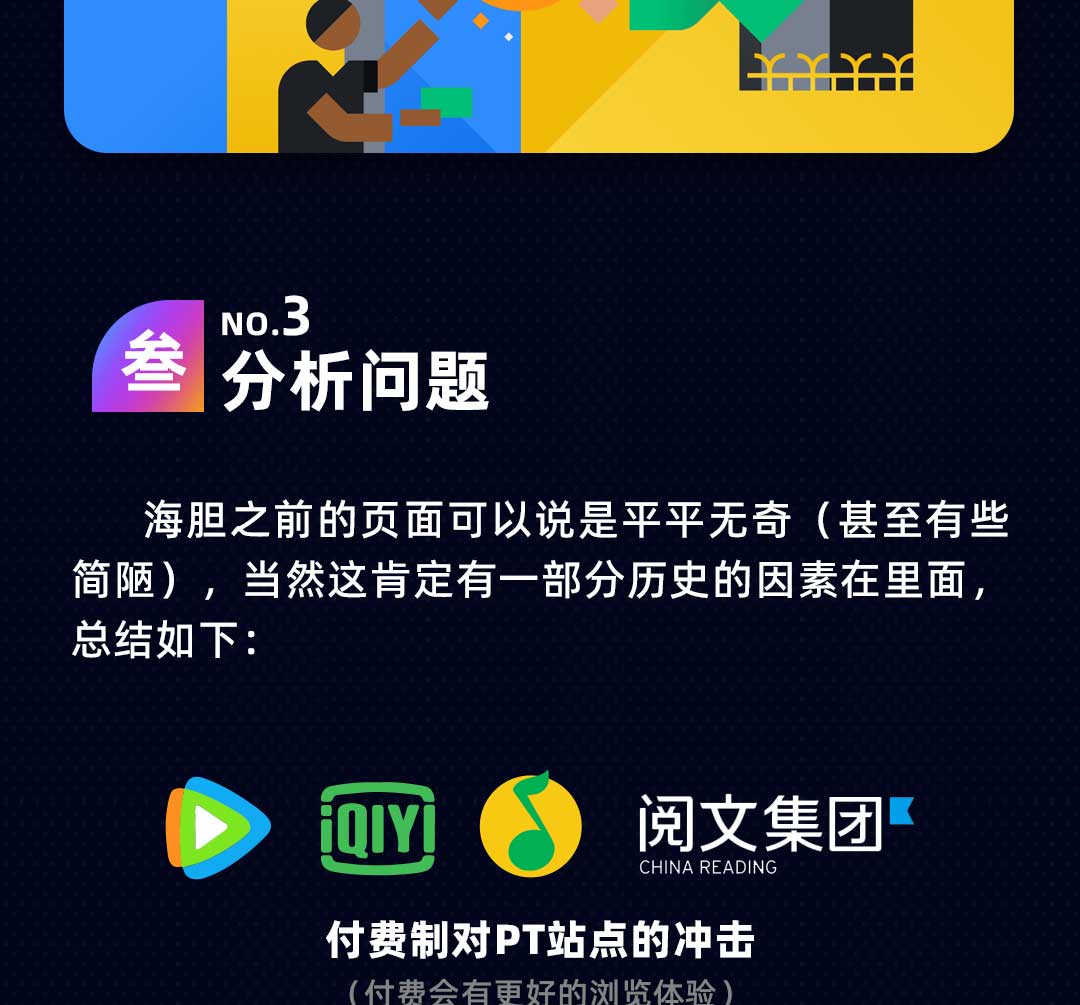 叁
NO.3
分析问题
海胆之前的页面可以说是平平无奇（甚至有些
简陋），当然这肯定有一部分历史的因素在里面，
总结如下：
iQIYI
阅文集团
CHINA READING
付费制对PT站点的冲击
（付费会有更好的浏览体验）